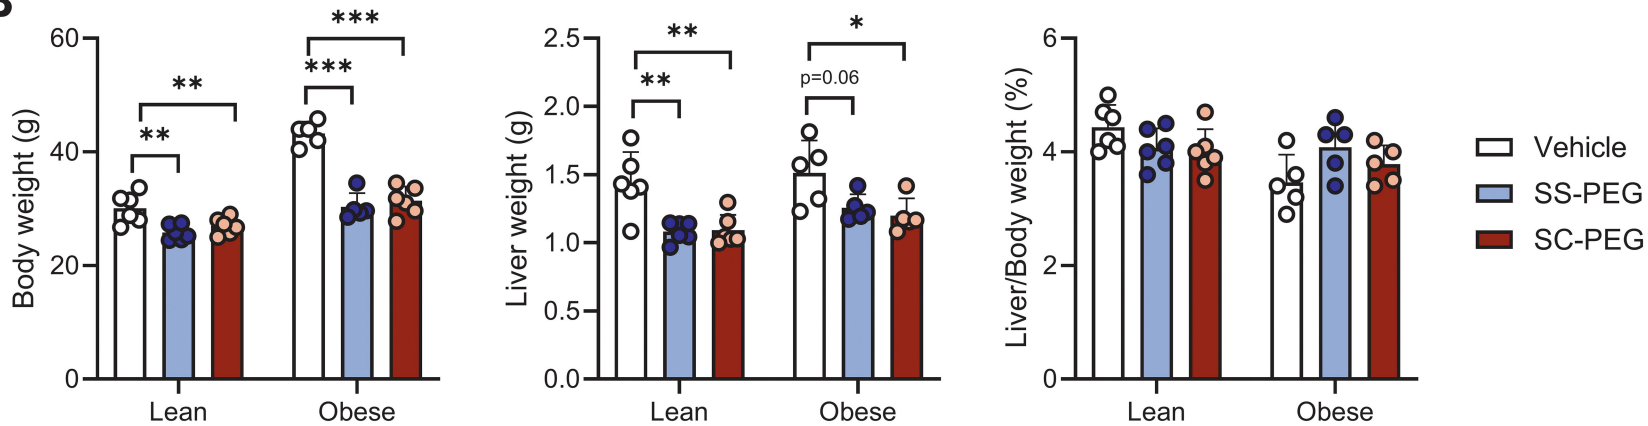 Body weight (g)
60
40
20
0
**
**
***
***
Lean
Obese
Liver weight (g)
2.5
2.0
1.5
1.0
0.5
0.0
**
**
*
p=0.06
Lean
Obese
Liver/Body weight (%)
6
4
2
0
Lean
Obese
Vehicle
SS-PEG
SC-PEG